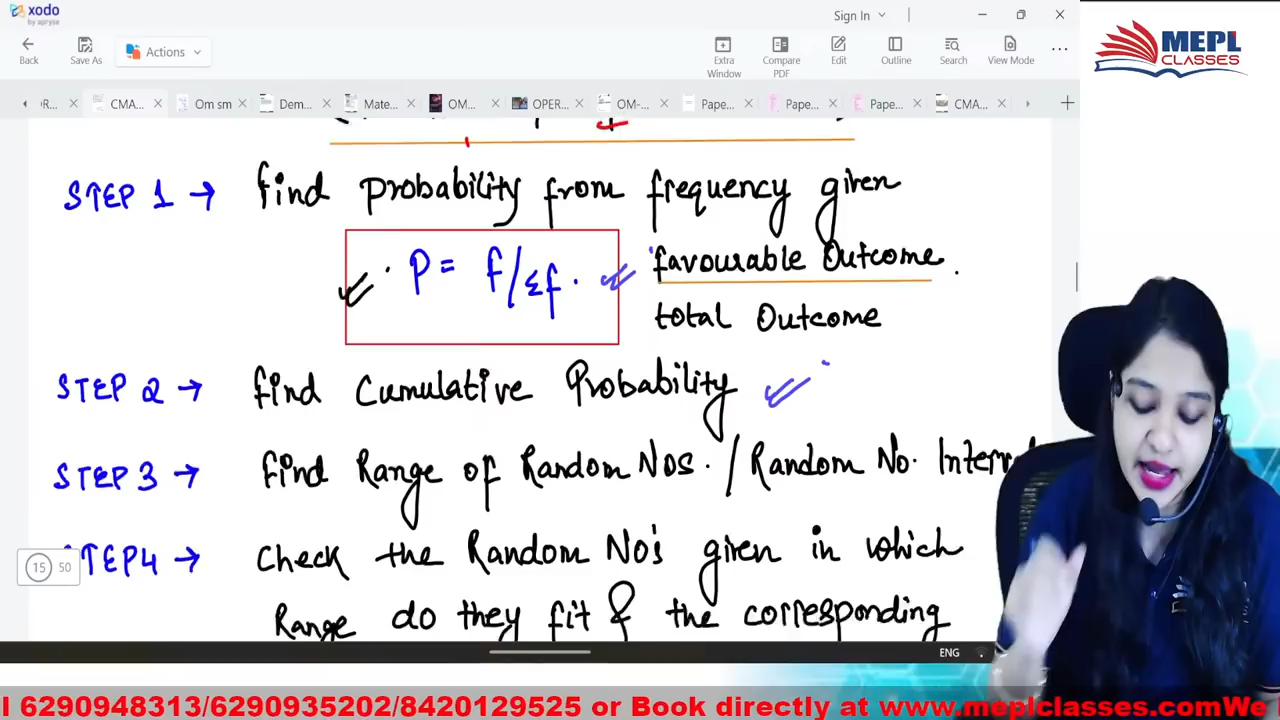 xodo
by apryse
Sign In
Back
Save As
Actions
Extra Window
Compare PDF
Edit
Outline
Search
View Mode
CMA...
Om sm
Dem...
Mate...
OM...
OPER...
OM-...
Pape...
Pape...
Pape...
CMA...
MEPL
CLASSES
STEP 1 → find Probability from frequency given
P = f/Σf. favourable Outcome.
total Outcome
STEP 2 → find Cumulative Probability
STEP 3 → find Range of Random Nos. / Random No. Interv
STEP 4 → Check the Random No's given in which
15 50
Range do they fit & the corresponding
ENG
l 6290948313/6290935202/8420129525 or Book directly at www.meplclasses.comWe